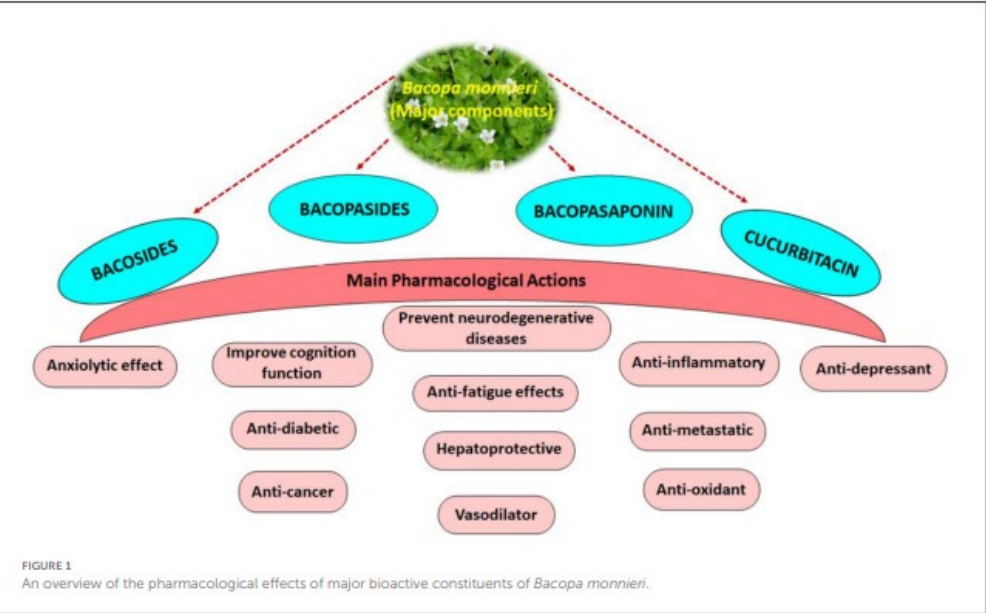 Bacopa monnieri
(Major components)
BACOSIDES
BACOPASIDES
BACOPASAPONIN
CUCURBITACIN
Main Pharmacological Actions
Anxiolytic effect
Improve cognition
function
Anti-diabetic
Anti-cancer
Prevent neurodegenerative
diseases
Anti-fatigue effects
Hepatoprotective
Vasodilator
Anti-inflammatory
Anti-metastatic
Anti-oxidant
Anti-depressant
FIGURE 1
An overview of the pharmacological effects of major bioactive constituents of Bacopa monnieri.